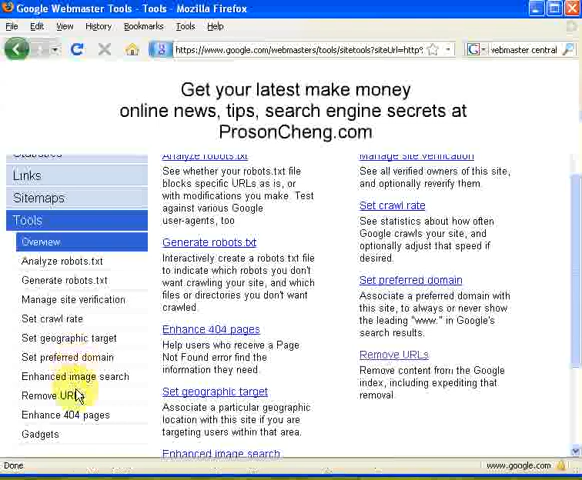 Google Webmaster Tools - Tools - Mozilla Firefox
File Edit View History Bookmarks Tools Help
https://www.google.com/webmasters/tools/sitetools?siteUrl=http%
webmaster central
Get your latest make money
online news, tips, search engine secrets at
ProsonCheng.com
Statistics
Links
Sitemaps
Tools
Overview
Analyze robots.txt
Generate robots.txt
Manage site verification
Set crawl rate
Set geographic target
Set preferred domain
Enhanced image search
Remove URLs
Enhance 404 pages
Gadgets
Analyze robots.txt
See whether your robots.txt file
blocks specific URLs as is, or
with modifications you make. Test
against various Google
user-agents, too
Generate robots.txt
Interactively create a robots.txt file
to indicate which robots you don't
want crawling your site, and which
files or directories you don't want
crawled.
Enhance 404 pages
Help users who receive a Page
Not Found error find the
information they need.
Set geographic target
Associate a particular geographic
location with this site if you are
targeting users within that area.
Enhanced image search
Manage site verification
See all verified owners of this site,
and optionally reverify them.
Set crawl rate
See statistics about how often
Google crawls your site, and
optionally adjust that speed if
desired.
Set preferred domain
Associate a preferred domain with
this site, to always or never show
the leading "www." in Google's
search results.
Remove URLs
Remove content from the Google
index, including expediting that
removal.
Done
www.google.com